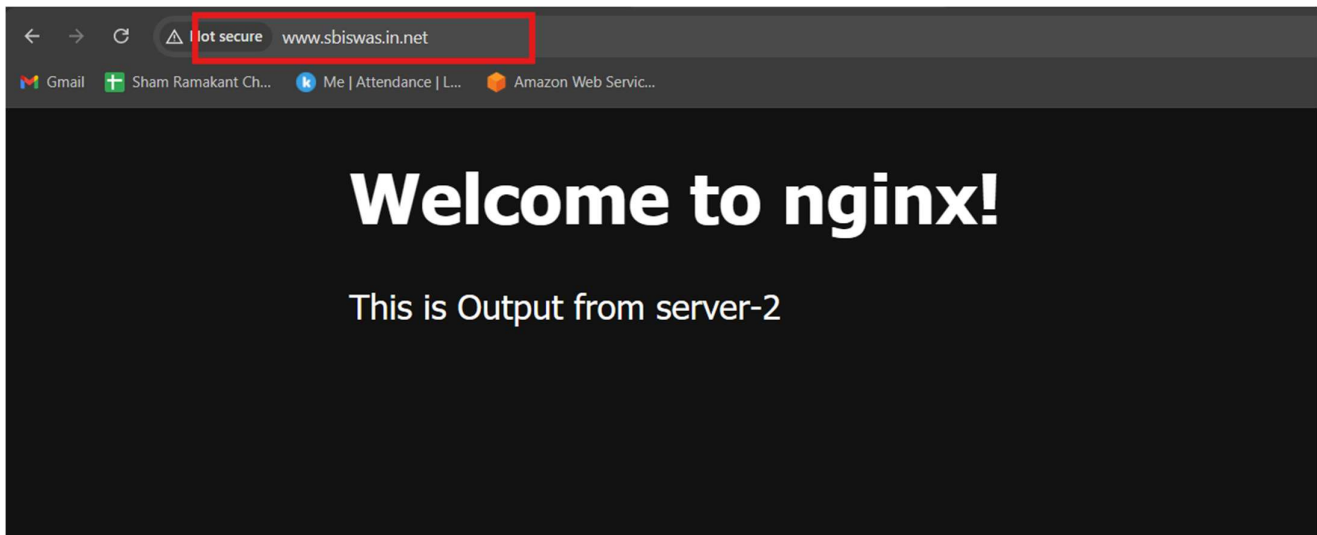 Not secure www.sbiswas.in.net
Gmail Sham Ramakant Ch... Me | Attendance | L... Amazon Web Servic...
Welcome to nginx!
This is Output from server-2